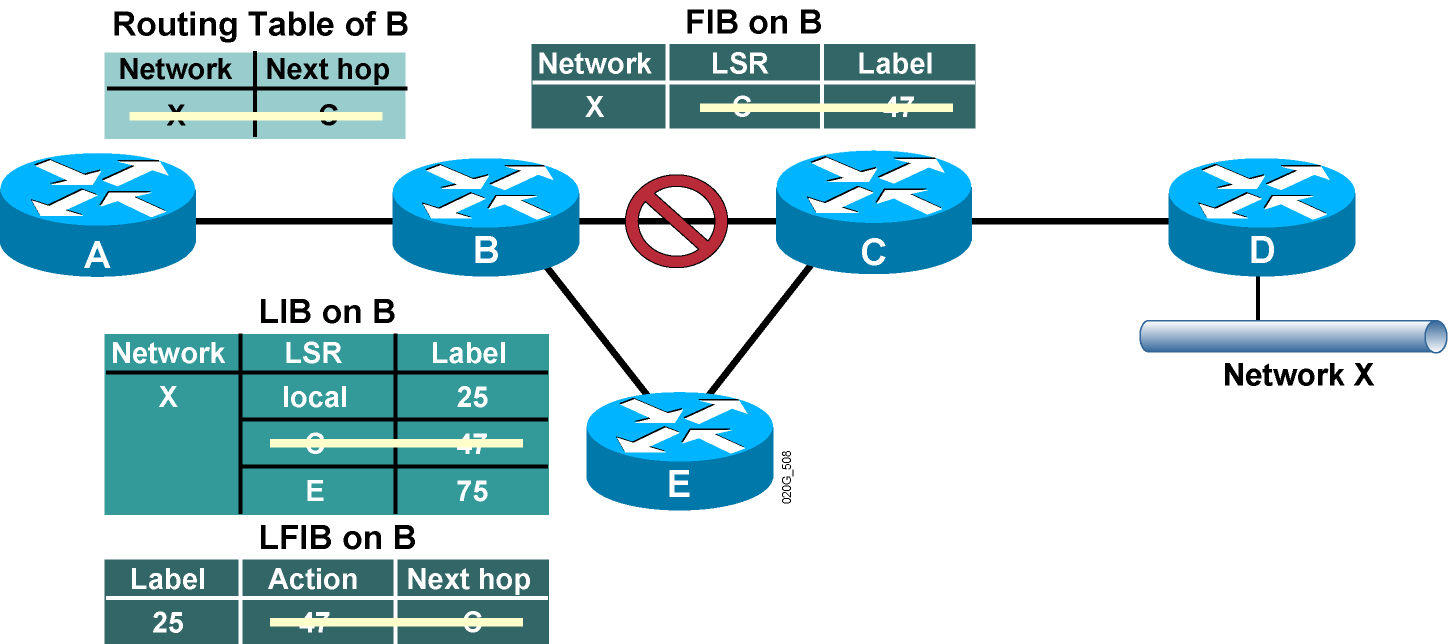 Routing Table of B
Network Next hop
X C
FIB on B
Network LSR Label
X C 47
A
B
C
D
Network X
LIB on B
Network LSR Label
X local 25
C 47
E 75
E
020G_508
LFIB on B
Label Action Next hop
25 47 C